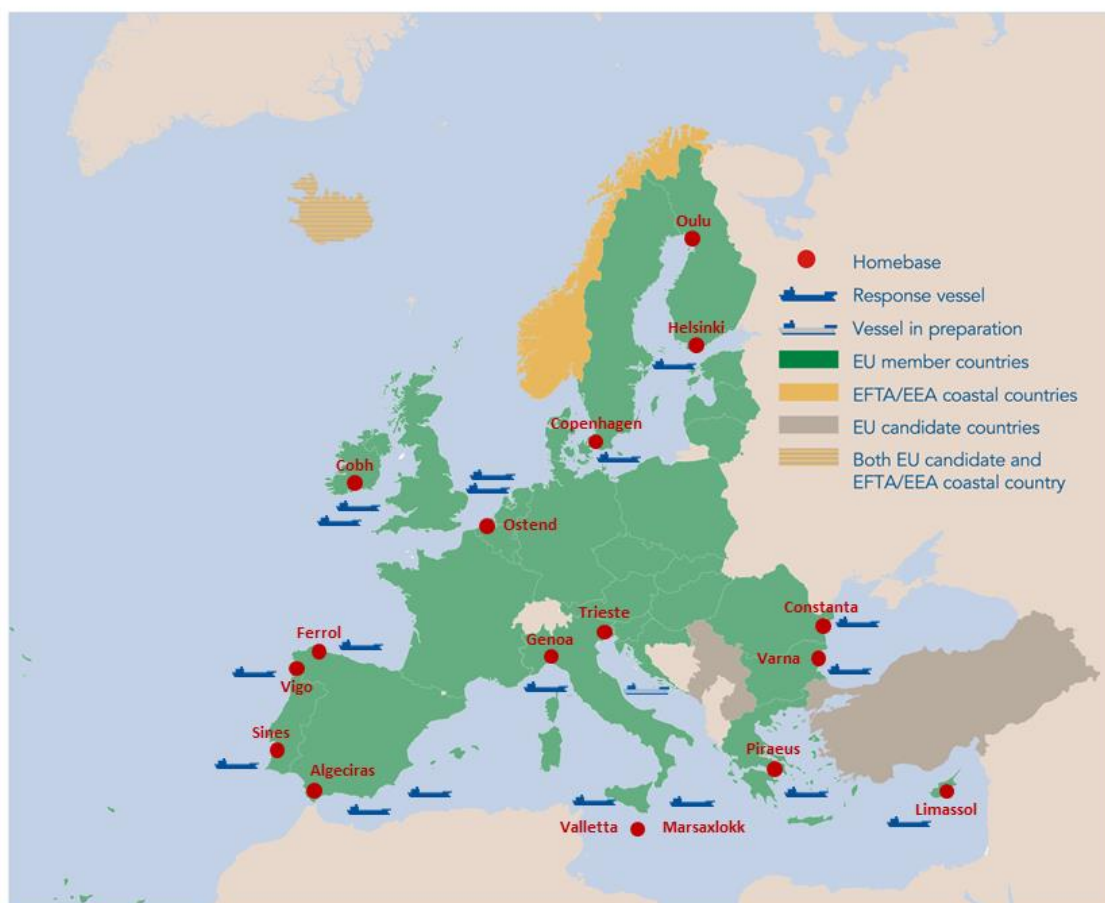 Oulu
Homebase
Response vessel
Helsinki
Vessel in preparation
EU member countries
EFTA/EEA coastal countries
Copenhagen
EU candidate countries
Cobh
Both EU candidate and
EFTA/EEA coastal country
Ostend
Trieste
Constanta
Ferrol
Genoa
Varna
Vigo
Sines
Piraeus
Algeciras
Limassol
Valletta
Marsaxlokk